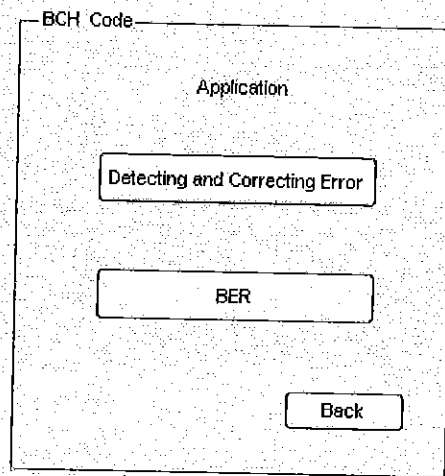 BCH Code
Application
Detecting and Correcting Error
BER
Back